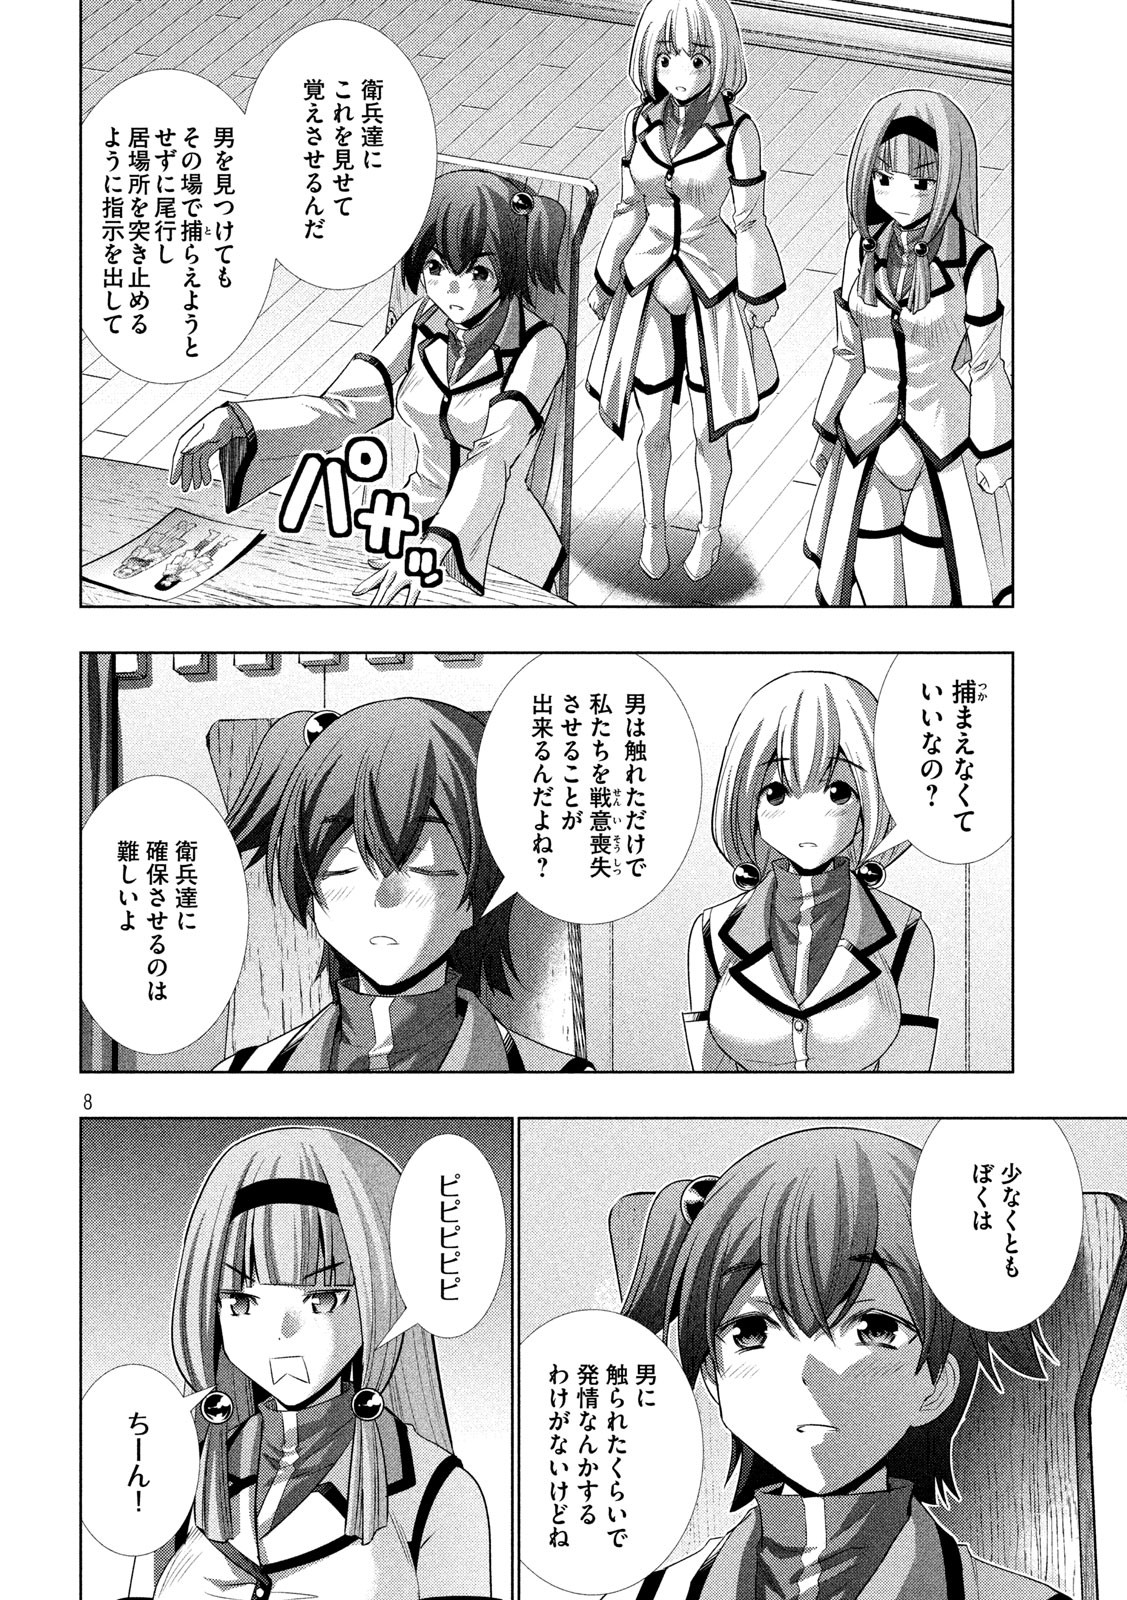 衛兵達に
これを見せて
覚えさせるんだ
男を見つけても
その場で捕らえようと
せずに尾行し
居場所を突き止める
ように指示を出して
パサッ
捕まえなくて
いいなの？
男は触れただけで
私たちを戦意喪失
させることが
出来るんだよね？
衛兵達に
確保させるのは
難しいよ
8
少なくとも
ぼくは
男に
触られたくらいで
発情なんかする
わけがないけどね
ピピピピピ
ちーん！